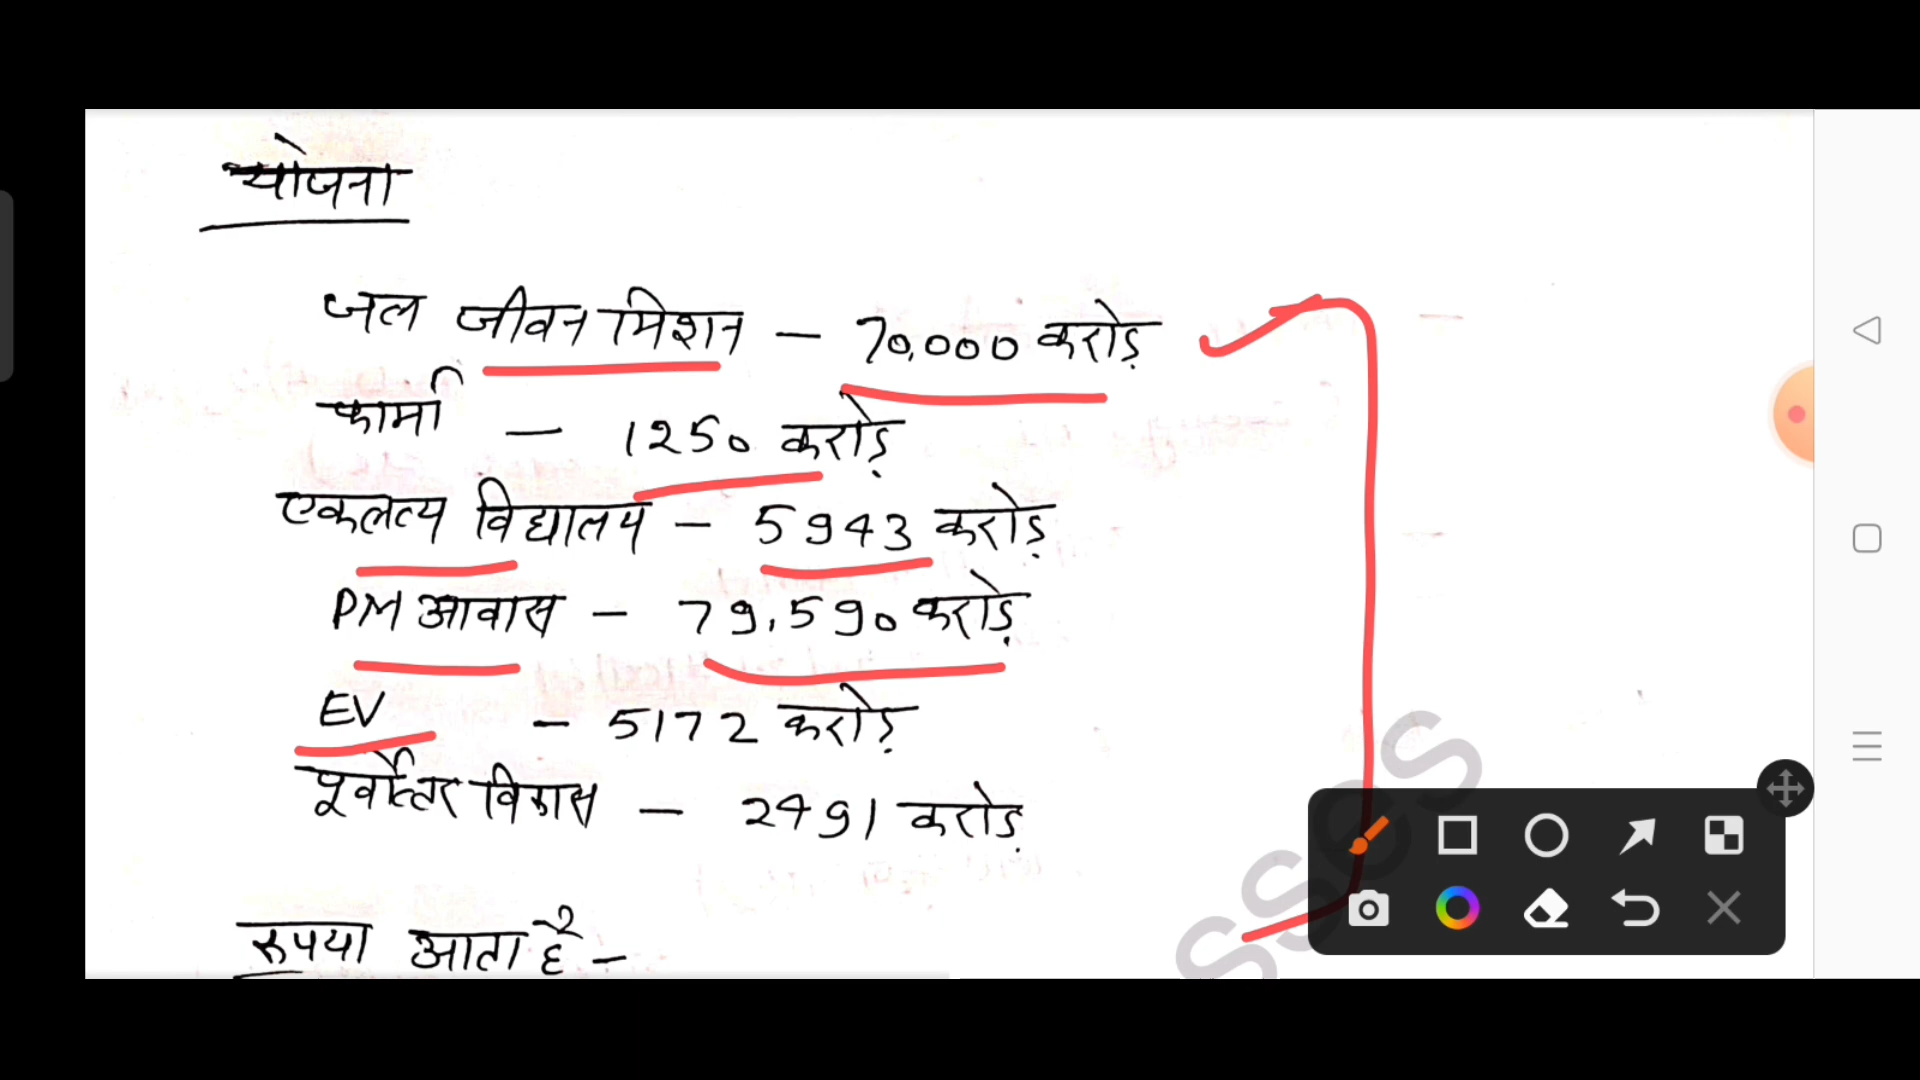 योजना
जल जीवन मिशन – 70,000 करोड़
फार्मा – 1250 करोड़
एकलव्य विद्यालय – 5943 करोड़
PM आवास – 79,590 करोड़
EV – 5172 करोड़
पूर्वोत्तर विकास – 2491 करोड़
रुपया आता है –